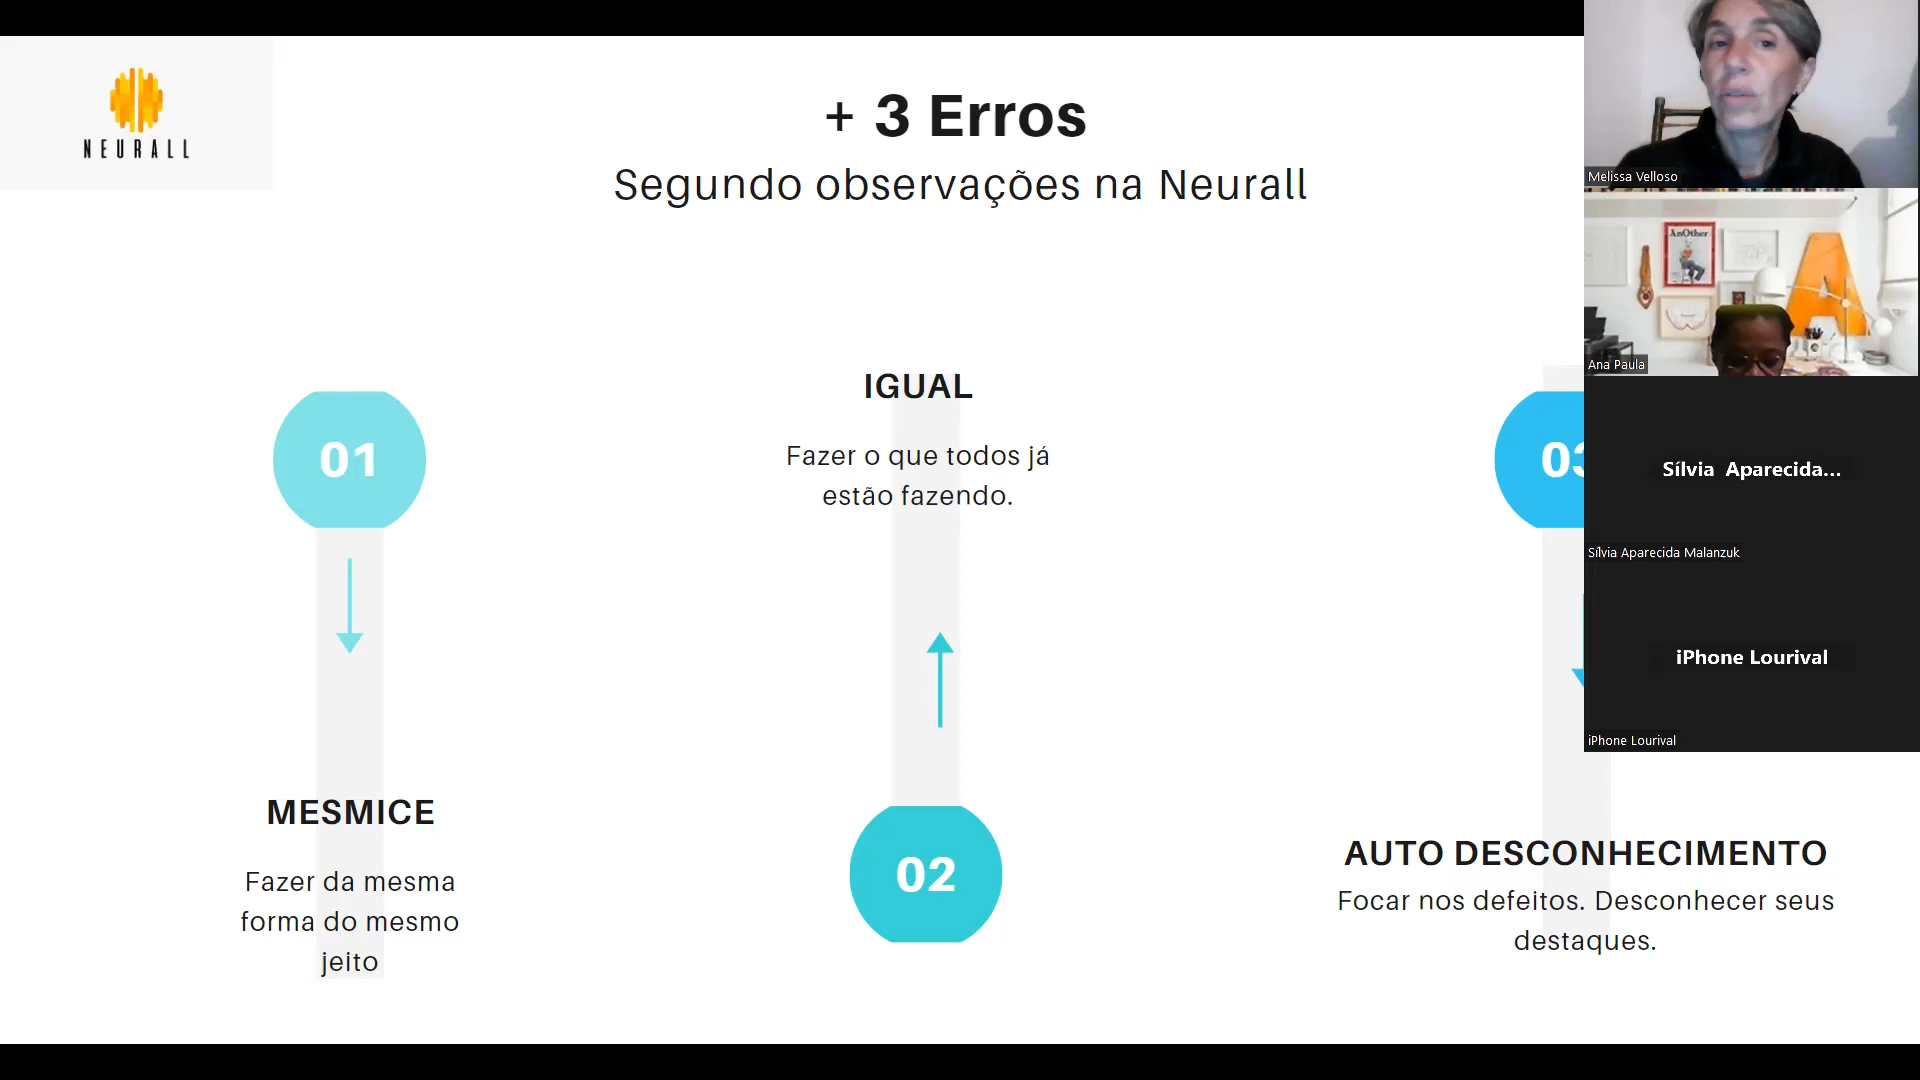 NEURALL
+ 3 Erros
Segundo observações na Neurall
01
MESMICE
Fazer da mesma
forma do mesmo
jeito
IGUAL
Fazer o que todos já
estão fazendo.
02
03
AUTO DESCONHECIMENTO
Focar nos defeitos. Desconhecer seus
destaques.
Melissa Velloso
AnOther
Ana Paula
Sílvia Aparecida...
Sílvia Aparecida Malanzuk
iPhone Lourival
iPhone Lourival